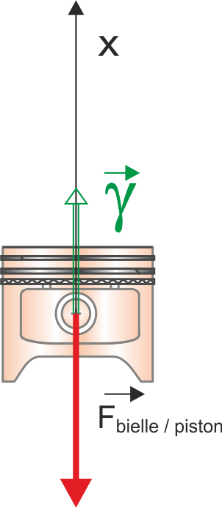 x
γ
F bielle / piston